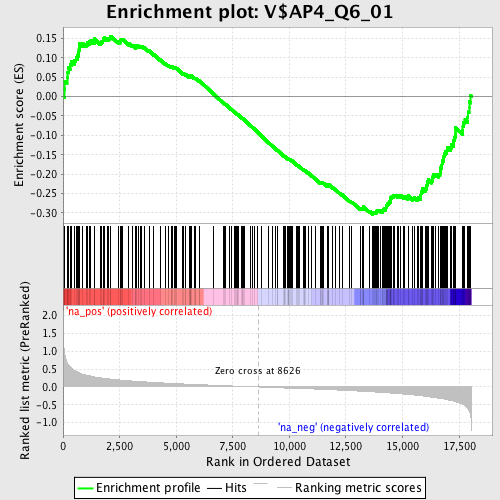 Enrichment plot: V$AP4_Q6_01
Enrichment score (ES)
0.15
0.10
0.05
0.00
-0.05
-0.10
-0.15
-0.20
-0.25
-0.30
'na_pos' (positively correlated)
Ranked list metric (PreRanked)
2.0
1.5
1.0
0.5
0.0
-0.5
-1.0
Zero cross at 8626
'na_neg' (negatively correlated)
0
2,500
5,000
7,500
10,000
12,500
15,000
17,500
Rank in Ordered Dataset
Enrichment profile
Hits
Ranking metric scores